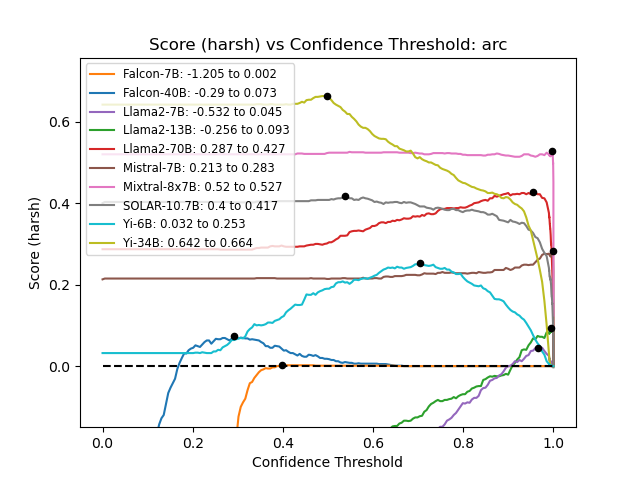 Score (harsh) vs Confidence Threshold: arc
Falcon-7B: -1.205 to 0.002
Falcon-40B: -0.29 to 0.073
Llama2-7B: -0.532 to 0.045
Llama2-13B: -0.256 to 0.093
Llama2-70B: 0.287 to 0.427
Mistral-7B: 0.213 to 0.283
Mixtral-8x7B: 0.52 to 0.527
SOLAR-10.7B: 0.4 to 0.417
Yi-6B: 0.032 to 0.253
Yi-34B: 0.642 to 0.664
Score (harsh)
0.6
0.4
0.2
0.0
0.0 0.2 0.4 0.6 0.8 1.0
Confidence Threshold